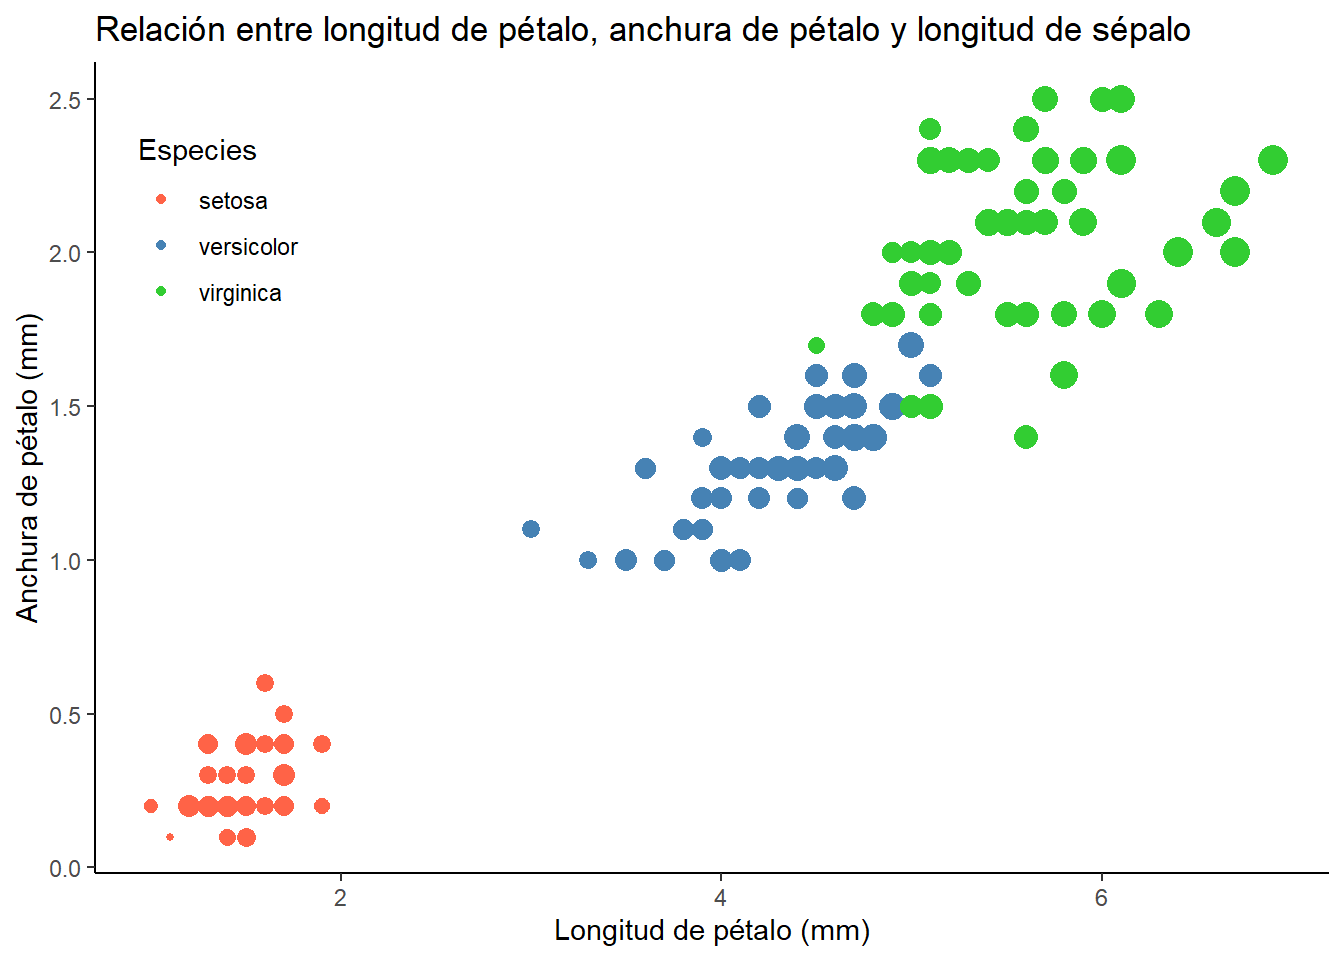 Relación entre longitud de pétalo, anchura de pétalo y longitud de sépalo
Especies
setosa
versicolor
virginica
Anchura de pétalo (mm)
2.5
2.0
1.5
1.0
0.5
0.0
2
4
6
Longitud de pétalo (mm)